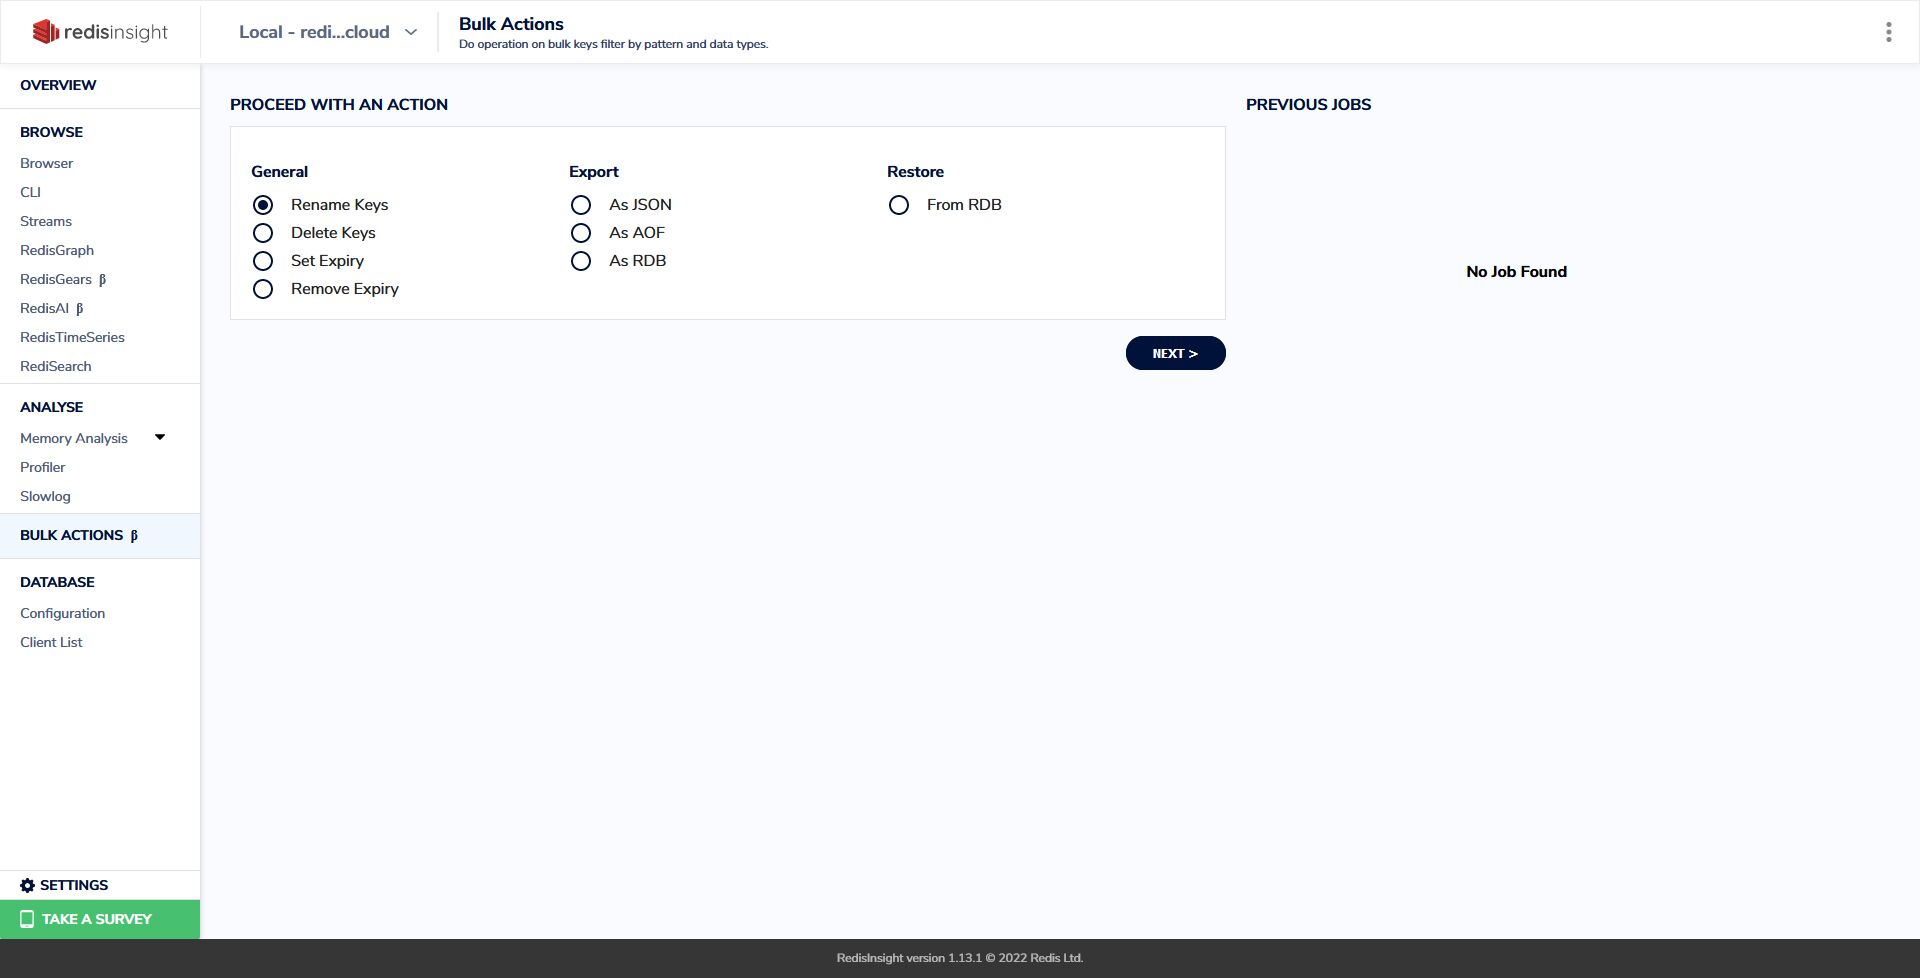 redisinsight
Local - redi...cloud
Bulk Actions
Do operation on bulk keys filter by pattern and data types.
OVERVIEW
BROWSE
Browser
CLI
Streams
RedisGraph
RedisGears β
RedisAI β
RedisTimeSeries
RediSearch
ANALYSE
Memory Analysis
Profiler
Slowlog
BULK ACTIONS β
DATABASE
Configuration
Client List
SETTINGS
TAKE A SURVEY
PROCEED WITH AN ACTION
General
Rename Keys
Delete Keys
Set Expiry
Remove Expiry
Export
As JSON
As AOF
As RDB
Restore
From RDB
NEXT >
PREVIOUS JOBS
No Job Found
RedisInsight version 1.13.1 © 2022 Redis Ltd.